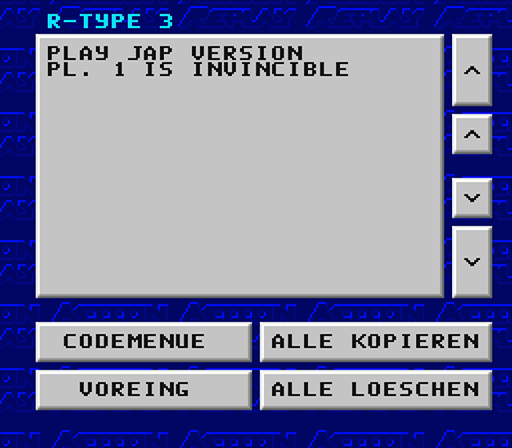 R-TYPE 3
PLAY JAP VERSION
PL. 1 IS INVINCIBLE
CODEMENUE
ALLE KOPIEREN
VOREING
ALLE LOESCHEN